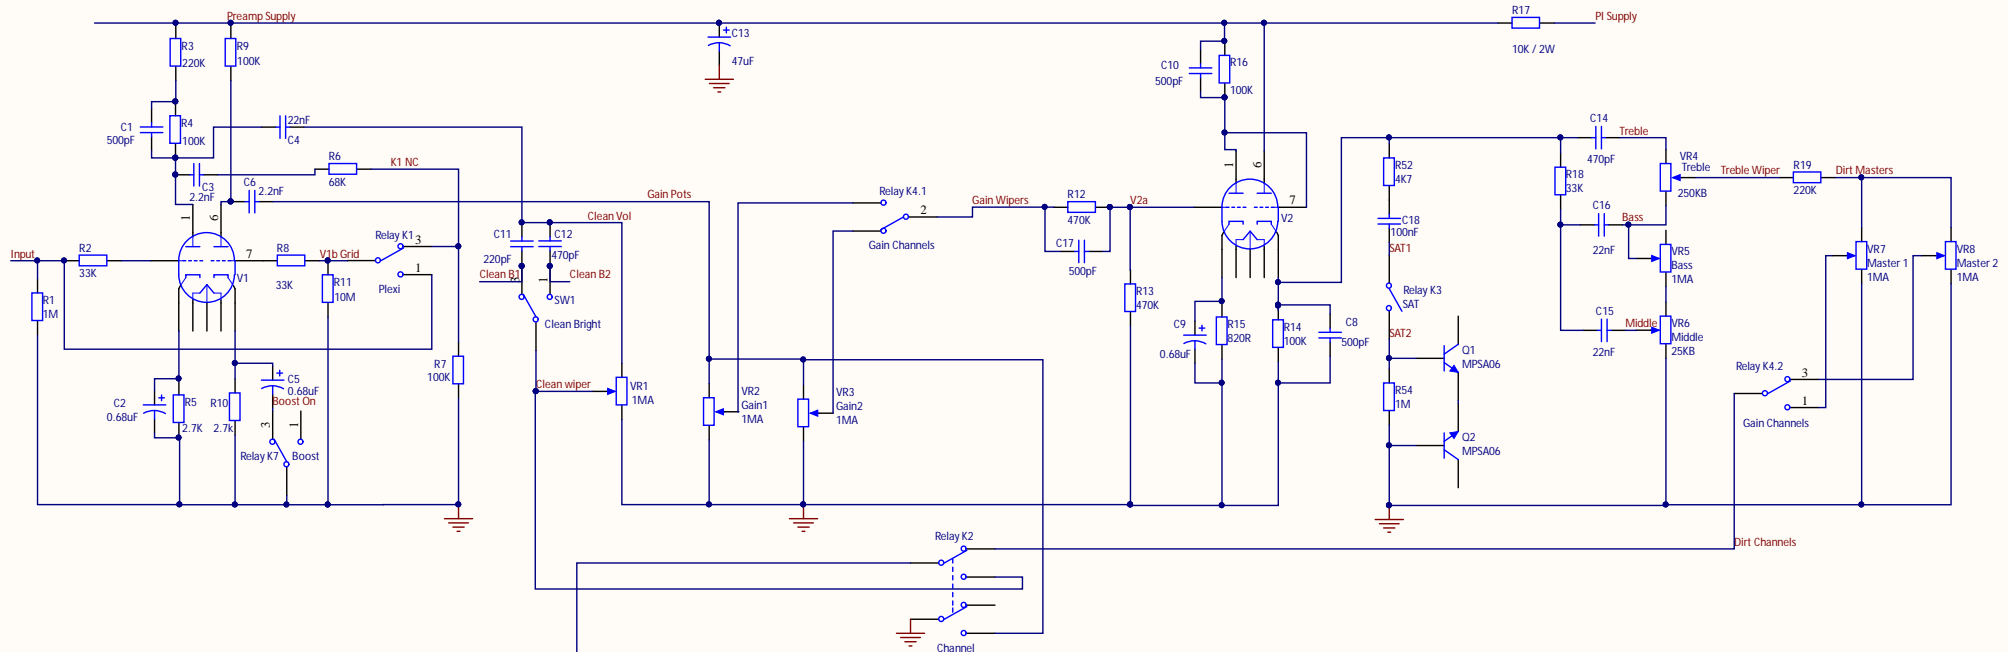 Preamp Supply
R3
220K
R9
100K
C13
47uF
R17
10K / 2W
PI Supply
C10
500pF
R16
100K
C1
500pF
R4
100K
22nF
C4
R6
68K
K1 NC
C3
2.2nF
C6
2.2nF
Gain Pots
1
6
Input
R2
33K
7
R8
33K
V1
V1b Grid
R11
10M
Relay K1
3
1
Plexi
R1
1M
C2
0.68uF
R5
2.7K
R10
2.7k
C5
0.68uF
Boost On
3
1
Relay K7
Boost
R7
100K
Clean Vol
C11
220pF
C12
470pF
Clean B1
Clean B2
3
1
SW1
Clean Bright
Clean wiper
VR1
1MA
VR2
Gain1
1MA
VR3
Gain2
1MA
Relay K4.1
2
Gain Channels
Gain Wipers
R12
470K
C17
500pF
V2a
R13
470K
1
6
7
V2
C9
0.68uF
R15
820R
R14
100K
C8
500pF
R52
4K7
C18
100nF
SAT1
Relay K3
SAT
SAT2
Q1
MPSA06
R54
1M
Q2
MPSA06
C14
470pF
Treble
R18
33K
VR4
Treble
250KB
Treble Wiper
R19
220K
Dirt Masters
C16
22nF
Bass
VR5
Bass
1MA
C15
22nF
Middle
VR6
Middle
25KB
VR7
Master 1
1MA
VR8
Master 2
1MA
Relay K4.2
3
1
Gain Channels
Dirt Channels
Relay K2
Channel